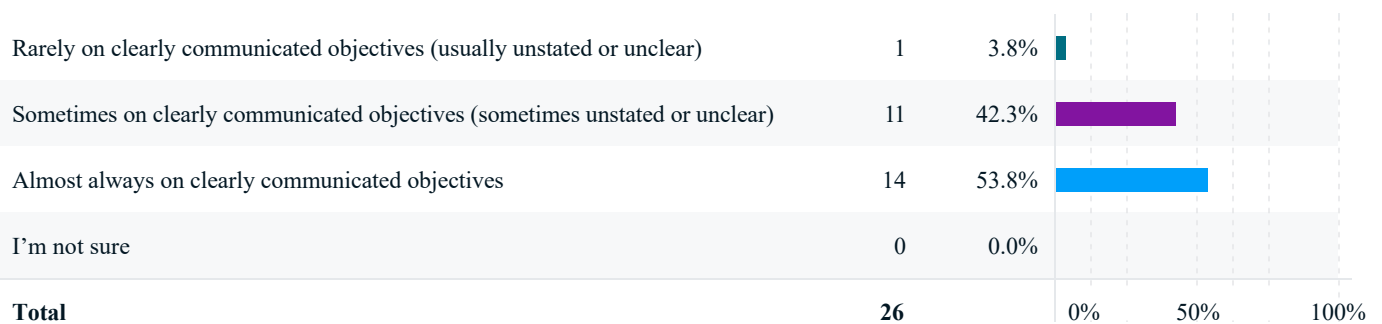 Rarely on clearly communicated objectives (usually unstated or unclear) 1 3.8%
Sometimes on clearly communicated objectives (sometimes unstated or unclear) 11 42.3%
Almost always on clearly communicated objectives 14 53.8%
I’m not sure 0 0.0%
Total 26 0% 50% 100%